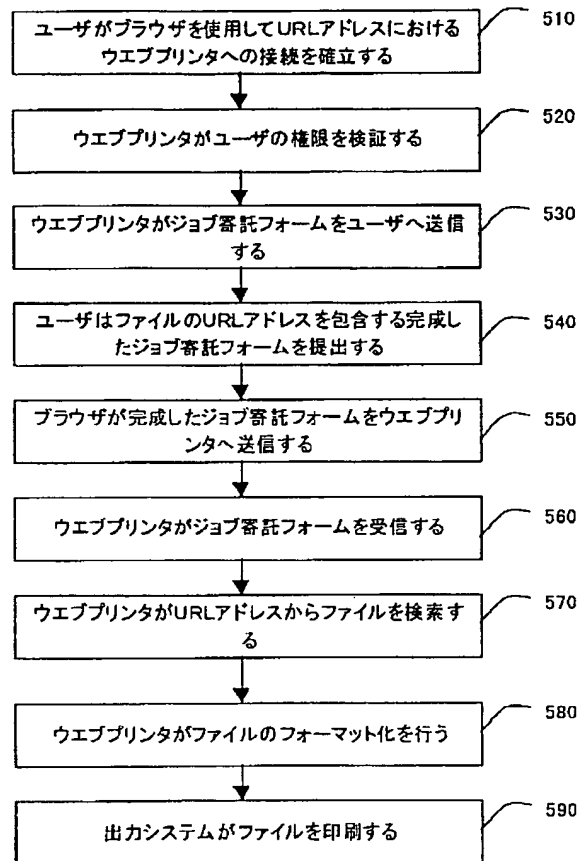 ユーザがブラウザを使用してURLアドレスにおける
ウエブプリンタへの接続を確立する
510
ウエブプリンタがユーザの権限を検証する
520
ウエブプリンタがジョブ寄託フォームをユーザへ送信
する
530
ユーザはファイルのURLアドレスを包含する完成し
たジョブ寄託フォームを提出する
540
ブラウザが完成したジョブ寄託フォームをウエブプリ
ンタへ送信する
550
ウエブプリンタがジョブ寄託フォームを受信する
560
ウエブプリンタがURLアドレスからファイルを検索す
る
570
ウエブプリンタがファイルのフォーマット化を行う
580
出力システムがファイルを印刷する
590